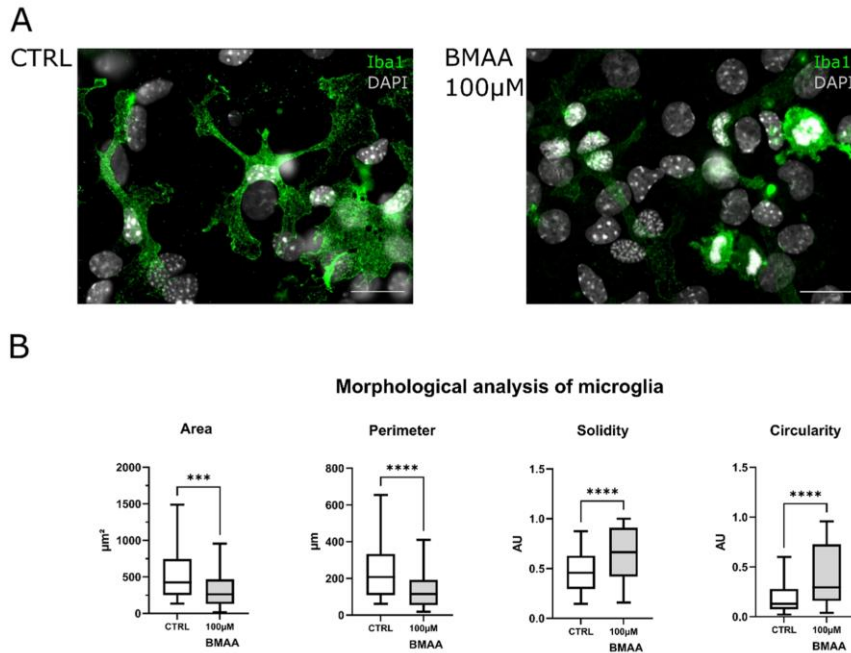 A
CTRL
Iba1
DAPI
BMAA
100µM
Iba1
DAPI
B
Morphological analysis of microglia
Area
2000
1500
1000
500
0
µm²
***
CTRL
100µM
BMAA
Perimeter
800
600
400
200
0
µm
****
CTRL
100µM
BMAA
Solidity
1.5
1.0
0.5
0.0
AU
****
CTRL
100µM
BMAA
Circularity
1.5
1.0
0.5
0.0
AU
****
CTRL
100µM
BMAA